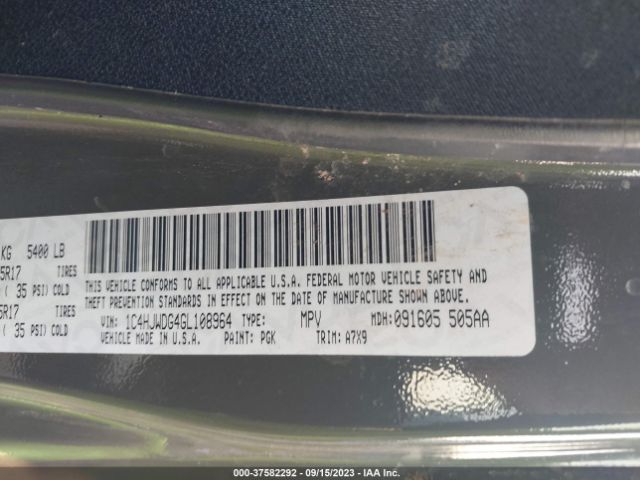 KG 5400 LB
5R17 TIRES
( 35 PSI) COLD
5R17 TIRES
( 35 PSI) COLD
THIS VEHICLE CONFORMS TO ALL APPLICABLE U.S.A. FEDERAL MOTOR VEHICLE SAFETY AND
THEFT PREVENTION STANDARDS IN EFFECT ON THE DATE OF MANUFACTURE SHOWN ABOVE.
VIN: 1C4HJWDG4GL108964 TYPE: MPV MDH:091605 505AA
VEHICLE MADE IN U.S.A. PAINT: PGK TRIM: A7X9
000-37582292 - 09/15/2023 - IAA Inc.